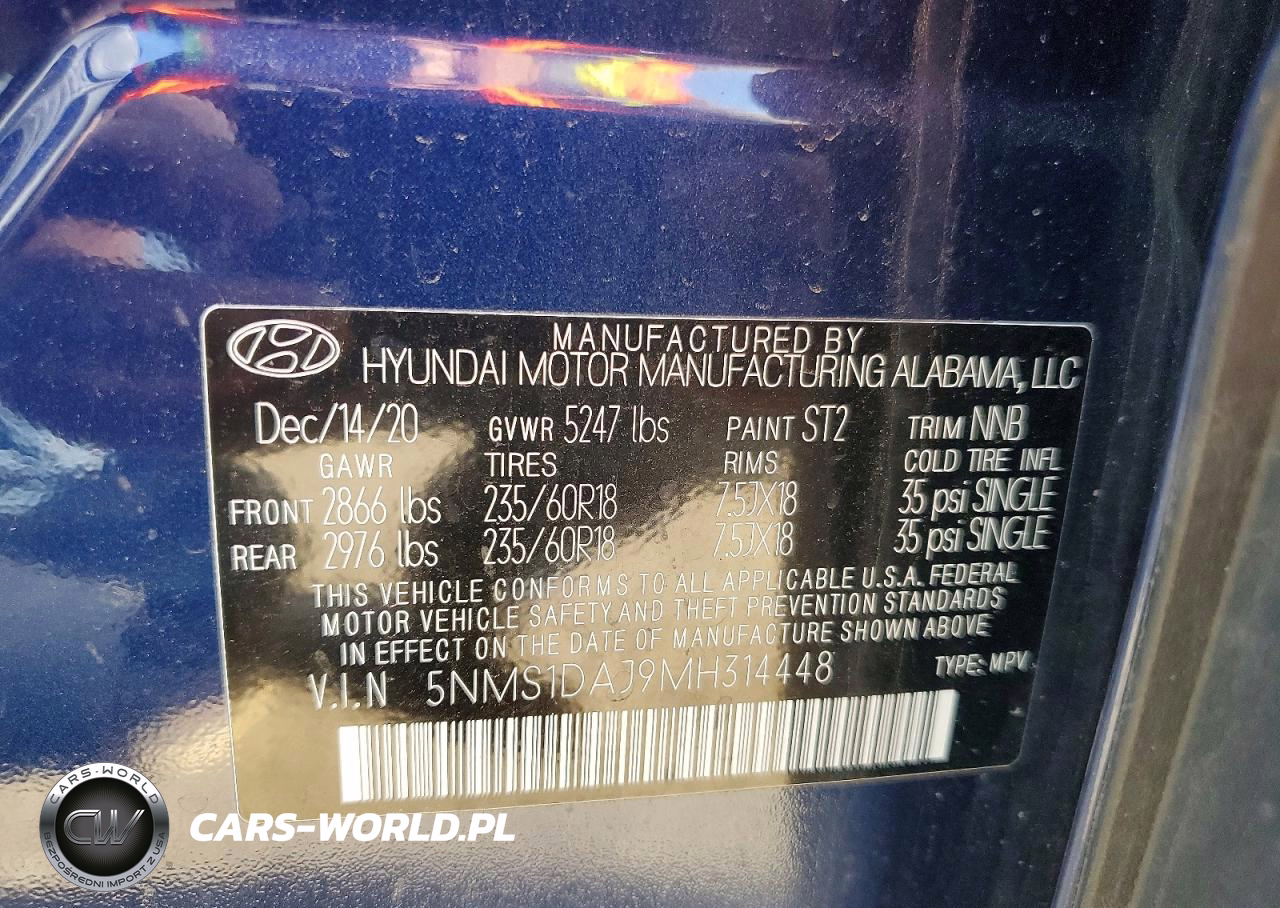 MANUFACTURED BY
HYUNDAI MOTOR MANUFACTURING ALABAMA, LLC
Dec/14/20 GVWR 5247 lbs PAINT ST2 TRIM NNB
GAWR TIRES RIMS COLD TIRE INFL
FRONT 2866 lbs 235/60R18 7.5JX18 35 psi SINGLE
REAR 2976 lbs 235/60R18 7.5JX18 35 psi SINGLE
THIS VEHICLE CONFORMS TO ALL APPLICABLE U.S.A. FEDERAL
MOTOR VEHICLE SAFETY AND THEFT PREVENTION STANDARDS
IN EFFECT ON THE DATE OF MANUFACTURE SHOWN ABOVE
V.I.N 5NMS1DAJ9MH314448 TYPE: MPV
CARS-WORLD
CW
BEZPOŚREDNI IMPORT Z USA
CARS-WORLD.PL